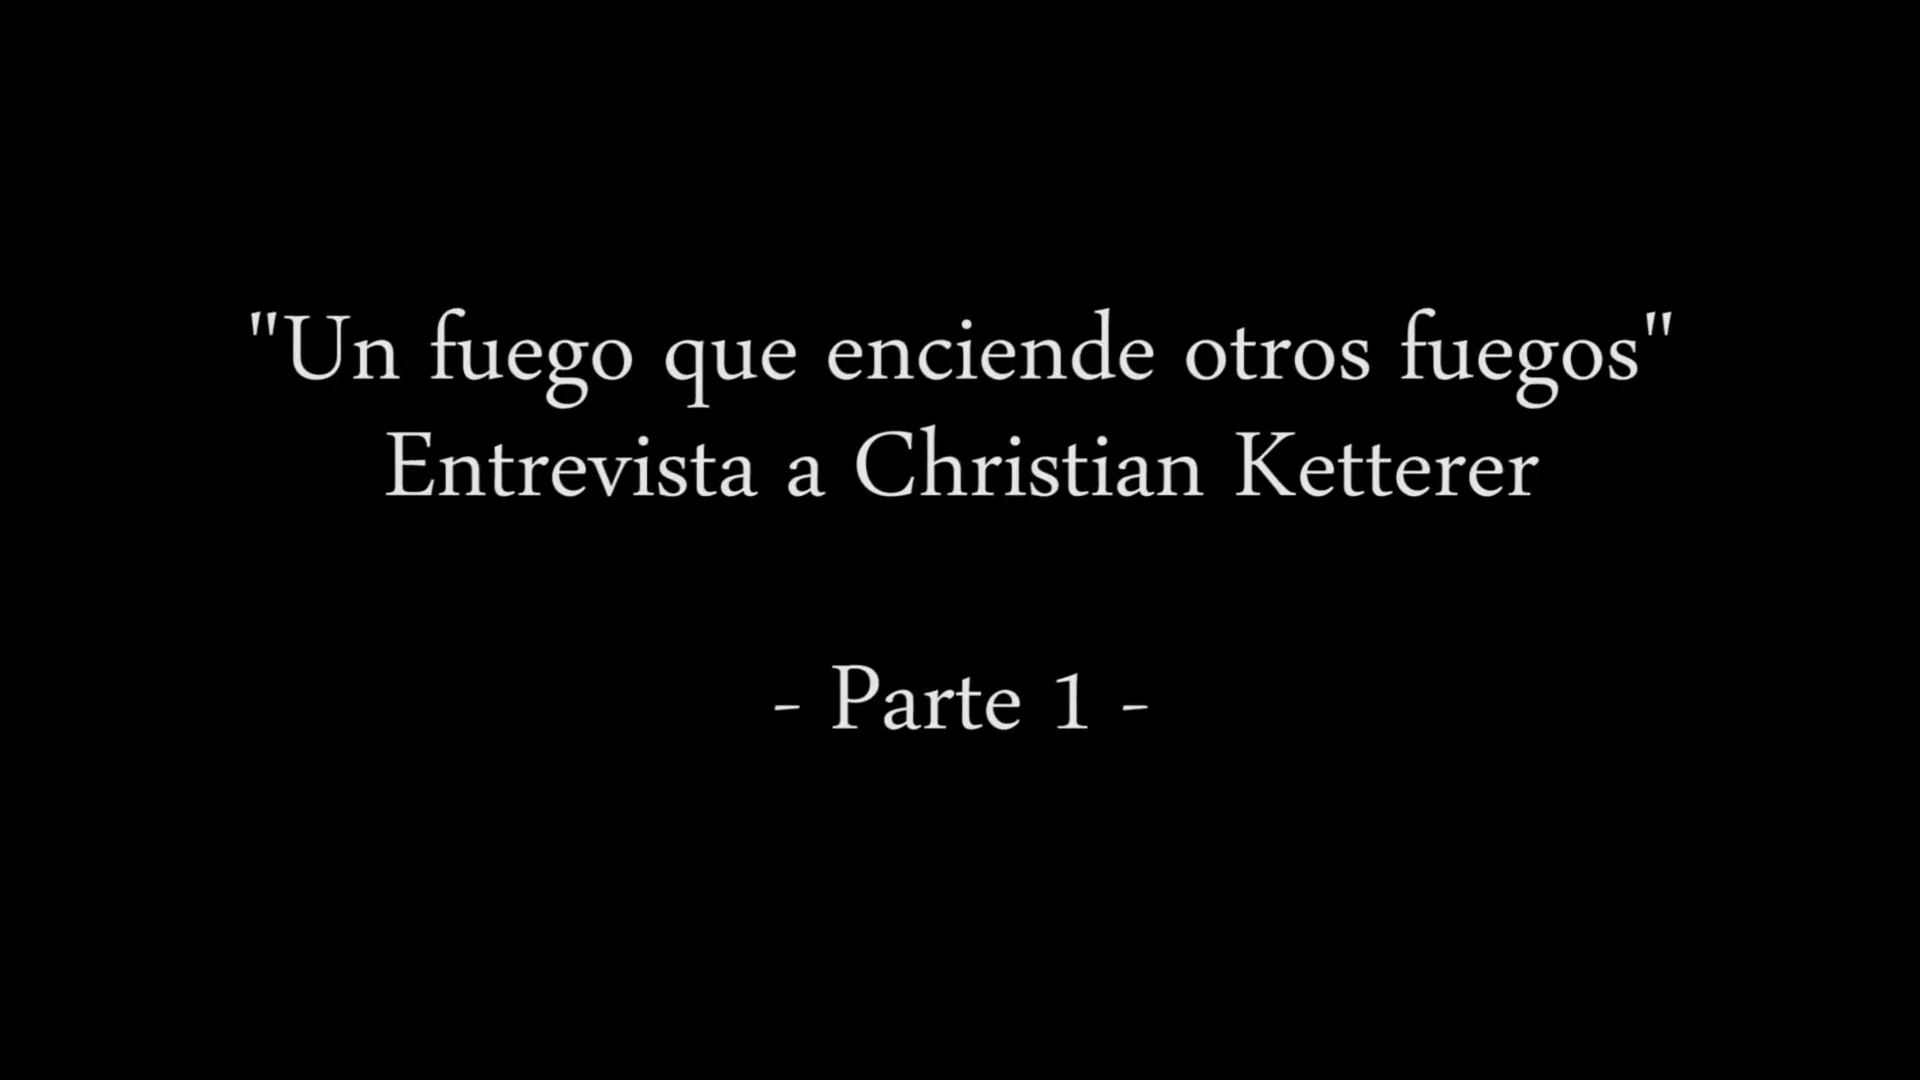 "Un fuego que enciende otros fuegos"
Entrevista a Christian Ketterer
- Parte 1 -